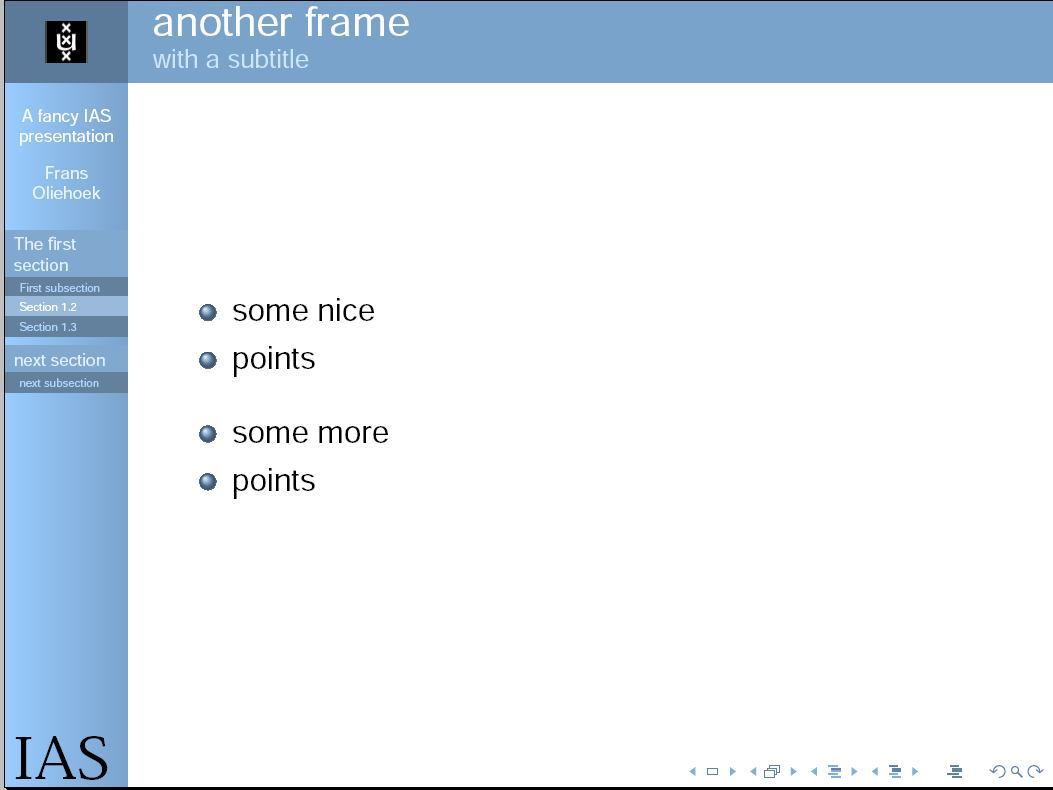 another frame
with a subtitle
A fancy IAS
presentation
Frans
Oliehoek
The first
section
First subsection
Section 1.2
Section 1.3
next section
next subsection
some nice
points
some more
points
IAS